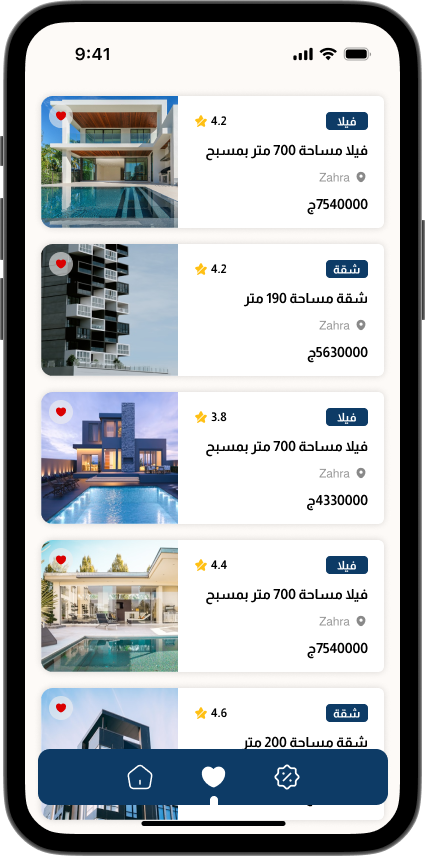 9:41
فيلا
4.2
فيلا مساحة 700 متر بمسبح
Zahra
7540000ج
شقة
4.2
شقة مساحة 190 متر
Zahra
5630000ج
فيلا
3.8
فيلا مساحة 700 متر بمسبح
Zahra
4330000ج
فيلا
4.4
فيلا مساحة 700 متر بمسبح
Zahra
7540000ج
شقة
4.6
شقة مساحة 200 متر